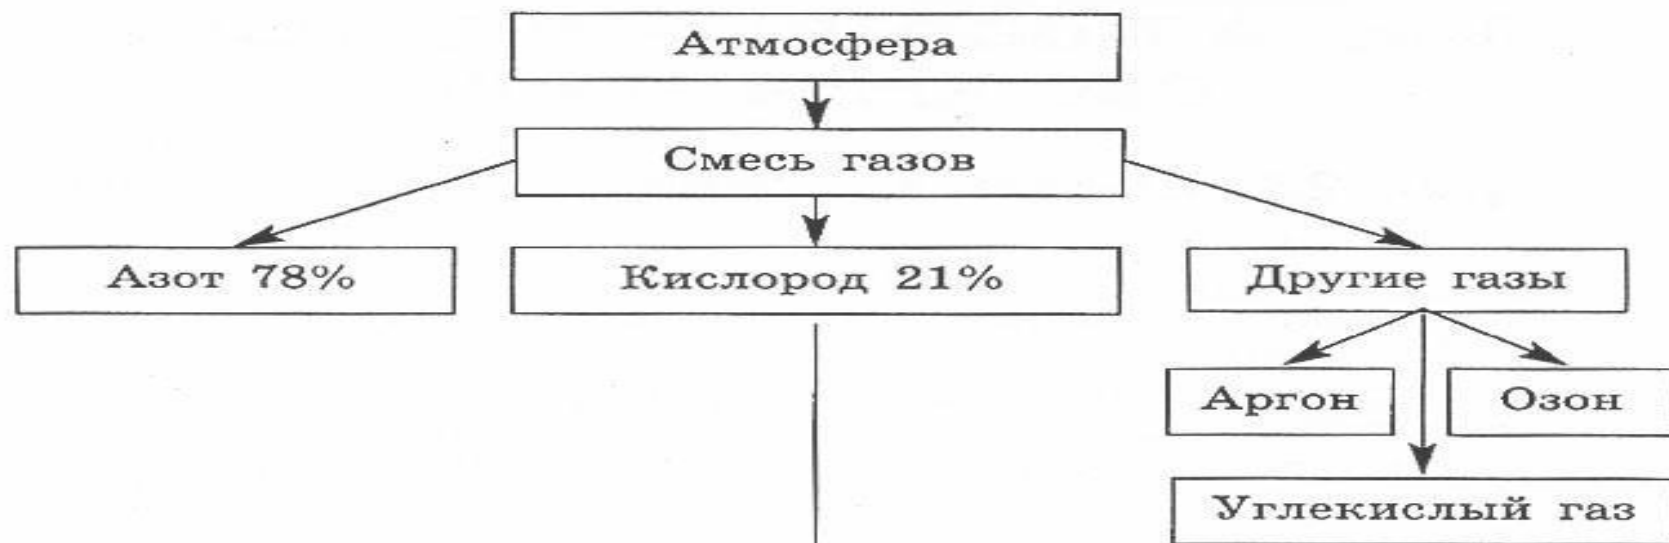 Атмосфера
Смесь газов
Азот 78%
Кислород 21%
Другие газы
Аргон
Озон
Углекислый газ